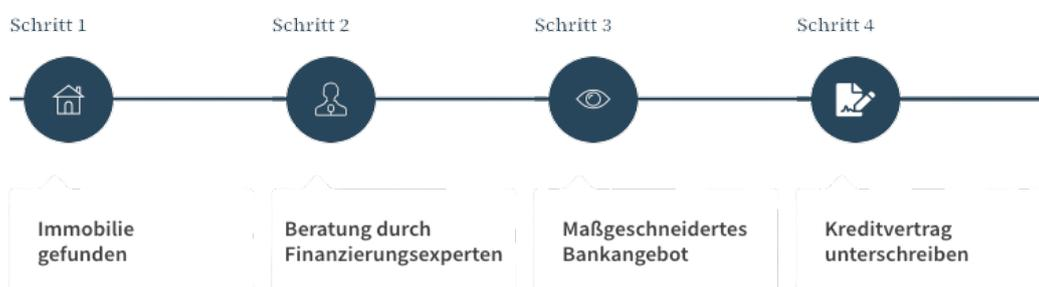 Schritt 1
Schritt 2
Schritt 3
Schritt 4
Immobilie
gefunden
Beratung durch
Finanzierungsexperten
Maßgeschneidertes
Bankangebot
Kreditvertrag
unterschreiben